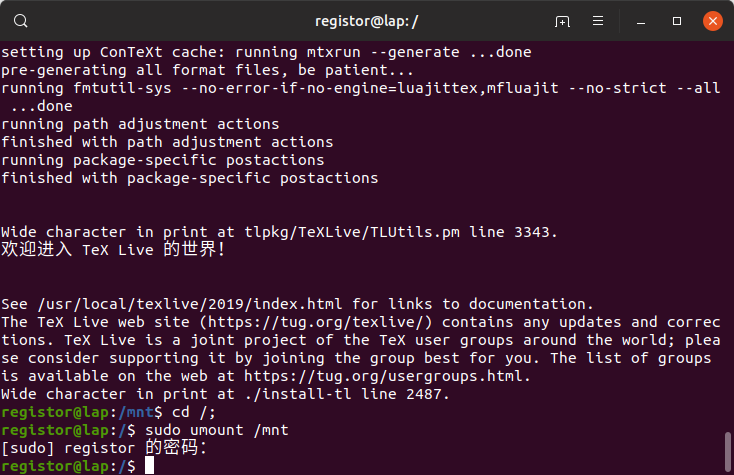 registor@lap: /
setting up ConTeXt cache: running mtxrun --generate ...done
pre-generating all format files, be patient...
running fmtutil-sys --no-error-if-no-engine=luajittex,mfluajit --no-strict --all
 ...done
running path adjustment actions
finished with path adjustment actions
running package-specific postactions
finished with package-specific postactions
Wide character in print at tlpkg/TeXLive/TLUtils.pm line 3343.
欢迎进入 TeX Live 的世界！
See /usr/local/texlive/2019/index.html for links to documentation.
The TeX Live web site (https://tug.org/texlive/) contains any updates and correc
tions. TeX Live is a joint project of the TeX user groups around the world; plea
se consider supporting it by joining the group best for you. The list of groups
is available on the web at https://tug.org/usergroups.html.
Wide character in print at ./install-tl line 2487.
registor@lap:/mnt$ cd /;
registor@lap:/$ sudo umount /mnt
[sudo] registor 的密码：
registor@lap:/$